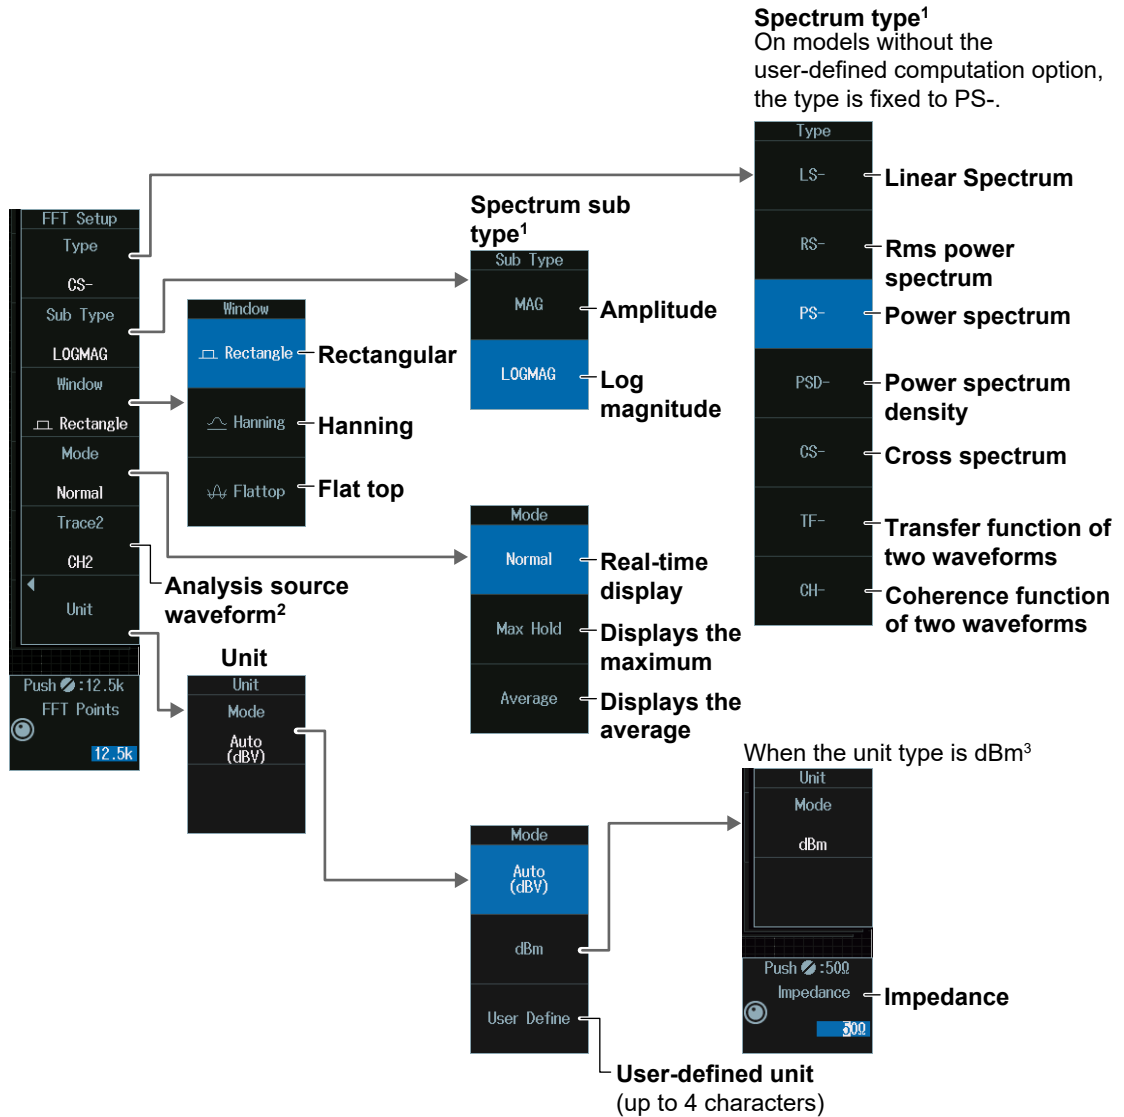 Spectrum type¹
On models without the
user-defined computation option,
the type is fixed to PS-.
Type
LS-
Linear Spectrum
RS-
Rms power
spectrum
PS-
Power spectrum
PSD-
Power spectrum
density
CS-
Cross spectrum
TF-
Transfer function of
two waveforms
CH-
Coherence function
of two waveforms
FFT Setup
Type
CS-
Sub Type
LOGMAG
Window
Rectangle
Mode
Normal
Trace2
CH2
Unit
Push :12.5k
FFT Points
12.5k
Analysis source
waveform²
Window
Rectangle
Rectangular
Hanning
Hanning
Flattop
Flat top
Spectrum sub
type¹
Sub Type
MAG
Amplitude
LOGMAG
Log
magnitude
Mode
Normal
Real-time
display
Max Hold
Displays the
maximum
Average
Displays the
average
Unit
Unit
Mode
Auto
(dBV)
Mode
Auto
(dBV)
dBm
User Define
User-defined unit
(up to 4 characters)
When the unit type is dBm³
Unit
Mode
dBm
Push :50Ω
Impedance
50Ω
Impedance